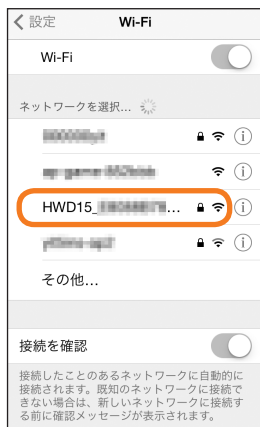 設定 Wi-Fi
Wi-Fi
ネットワークを選択...
HWD15_
...
その他...
接続を確認
接続したことのあるネットワークに自動的に
接続されます。既知のネットワークに接続で
きない場合は、新しいネットワークに接続す
る前に確認メッセージが表示されます。